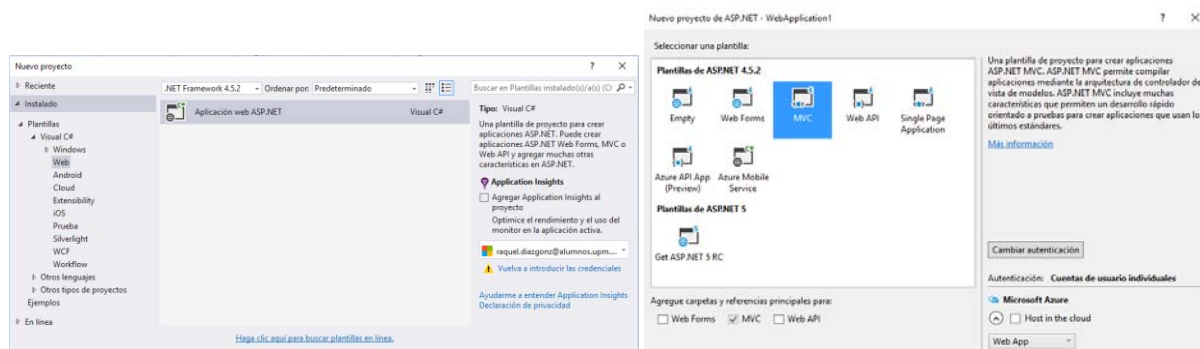 Nuevo proyecto
? X
Reciente
Instalado
Plantillas
Visual C#
Windows
Web
Android
Cloud
Extensibility
iOS
Prueba
Silverlight
WCF
Workflow
Otros lenguajes
Otros tipos de proyectos
Ejemplos
En línea
.NET Framework 4.5.2
Ordenar por: Predeterminado
Aplicación web ASP.NET Visual C#
Haga clic aquí para buscar plantillas en línea.
Buscar en Plantillas instalado(s)/a(s) (Ct
Tipo: Visual C#
Una plantilla de proyecto para crear
aplicaciones ASP.NET. Puede crear
aplicaciones ASP.NET Web Forms, MVC o
Web API y agregar muchas otras
características en ASP.NET.
Application Insights
Agregar Application Insights al
proyecto
Optimice el rendimiento y el uso del
monitor en la aplicación activa.
raquel.diazgonz@alumnos.upm....
Vuelva a introducir las credenciales
Ayudarme a entender Application Insights
Declaración de privacidad
Nuevo proyecto de ASP.NET - WebApplication1
? X
Seleccionar una plantilla:
Plantillas de ASP.NET 4.5.2
Empty
Web Forms
MVC
Web API
Single Page
Application
Azure API App
(Preview)
Azure Mobile
Service
Plantillas de ASP.NET 5
Get ASP.NET 5 RC
Agregue carpetas y referencias principales para:
Web Forms MVC Web API
Una plantilla de proyecto para crear aplicaciones
ASP.NET MVC. ASP.NET MVC permite compilar
aplicaciones mediante la arquitectura de controlador de
vista de modelos. ASP.NET MVC incluye muchas
características que permiten un desarrollo rápido
orientado a pruebas para crear aplicaciones que usan lo
últimos estándares.
Más información
Cambiar autenticación
Autenticación: Cuentas de usuario individuales
Microsoft Azure
Host in the cloud
Web App